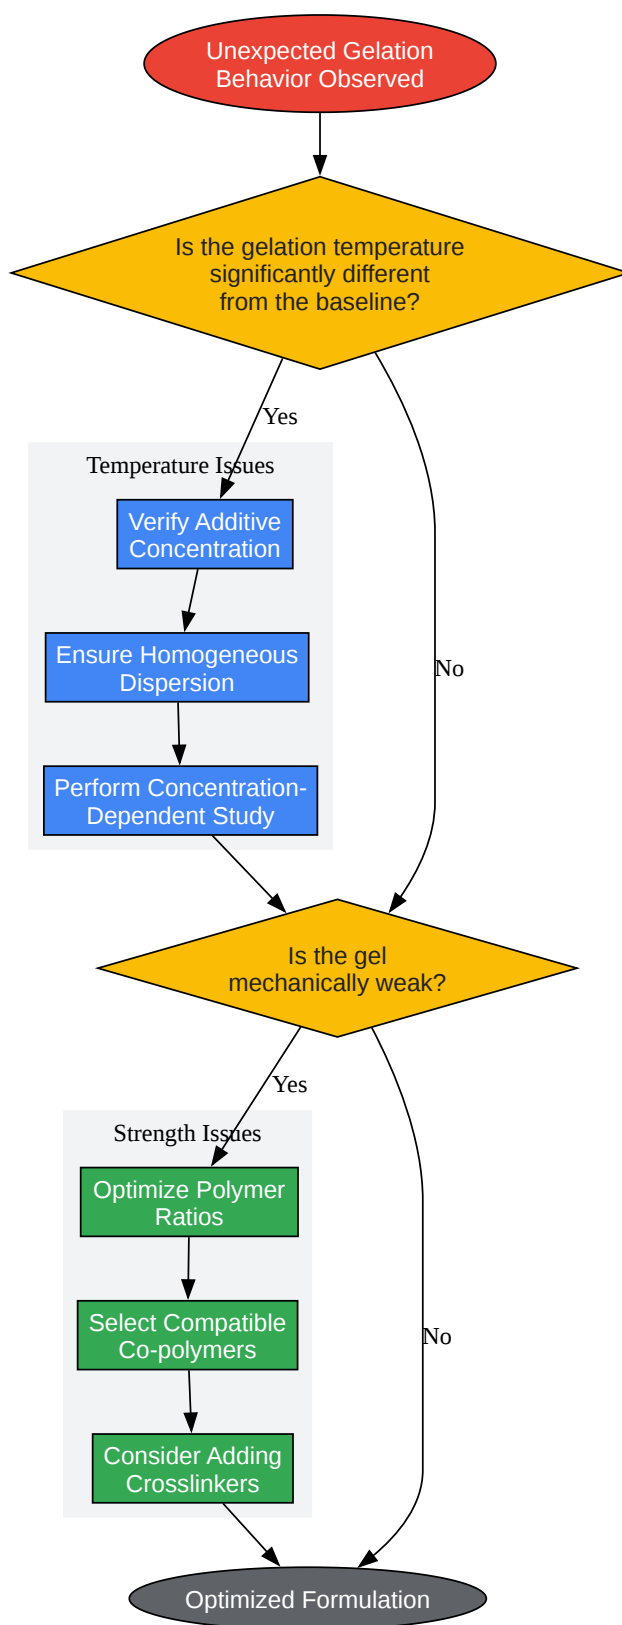 Unexpected Gelation
Behavior Observed
Is the gelation temperature
significantly different
from the baseline?
Yes
Temperature Issues
Verify Additive
Concentration
Ensure Homogeneous
Dispersion
No
Perform Concentration-
Dependent Study
Is the gel
mechanically weak?
Yes
Strength Issues
Optimize Polymer
Ratios
Select Compatible
Co-polymers
No
Consider Adding
Crosslinkers
Optimized Formulation